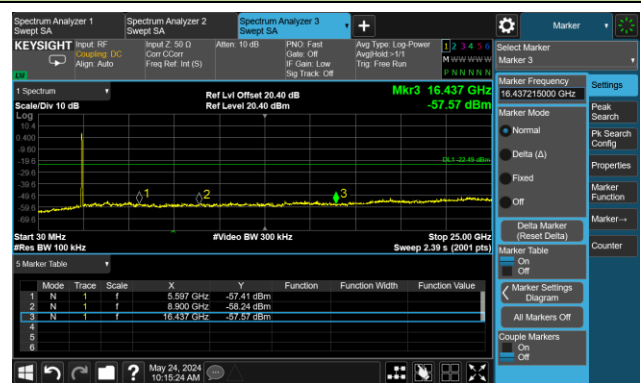 Spectrum Analyzer 1
Swept SA
Spectrum Analyzer 2
Swept SA
Spectrum Analyzer 3
Swept SA
Marker
KEYSIGHT
Input: RF
Coupling: DC
Align: Auto
Input Z: 50 Ω
Corr CCorr
Freq Ref: Int (S)
Atten: 10 dB
PNO: Fast
Gate: Off
IF Gain: Low
Sig Track: Off
Avg Type: Log-Power
Avg|Hold:>1/1
Trig: Free Run
1 2 3 4 5 6
M W W W W W
P N N N N N
LV
Select Marker
Marker 3
1 Spectrum
Scale/Div 10 dB
Log
Ref Lvl Offset 20.40 dB
Ref Level 20.40 dBm
Mkr3 16.437 GHz
-57.57 dBm
10.4
0.400
-9.60
-19.6
-29.6
-39.6
-49.6
-59.6
-69.6
DL1 -22.49 dBm
1
2
3
Start 30 MHz
#Res BW 100 kHz
#Video BW 300 kHz
Stop 25.00 GHz
Sweep 2.39 s (2001 pts)
5 Marker Table
Mode Trace Scale X Y Function Function Width Function Value
1 N 1 f 5.597 GHz -57.41 dBm
2 N 1 f 8.900 GHz -58.24 dBm
3 N 1 f 16.437 GHz -57.57 dBm
4
5
6
Marker Frequency
16.437215000 GHz
Marker Mode
Normal
Delta (Δ)
Fixed
Off
Delta Marker
(Reset Delta)
Marker Table
On
Off
Marker Settings
Diagram
All Markers Off
Couple Markers
On
Off
Settings
Peak
Search
Pk Search
Config
Properties
Marker
Function
Marker→
Counter
?
May 24, 2024
10:15:24 AM